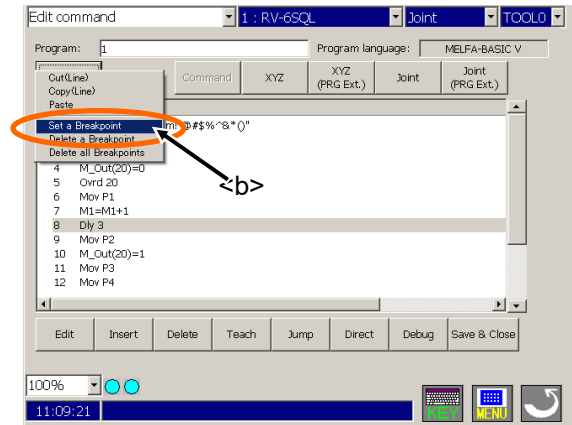 Edit command 1 : RV-6SQL Joint TOOL0
Program: 1 Program language: MELFA-BASIC V
Command XYZ XYZ (PRG Ext.) Joint Joint (PRG Ext.)
Cut(Line)
Copy(Line)
Paste
Set a Breakpoint
Delete a Breakpoint
Delete all Breakpoints
@#$%^&*()"
<b>
4 M_Out(20)=0
5 Ovrd 20
6 Mov P1
7 M1=M1+1
8 Dly 3
9 Mov P2
10 M_Out(20)=1
11 Mov P3
12 Mov P4
Edit Insert Delete Teach Jump Direct Debug Save & Close
100%
11:09:21
KEY MENU